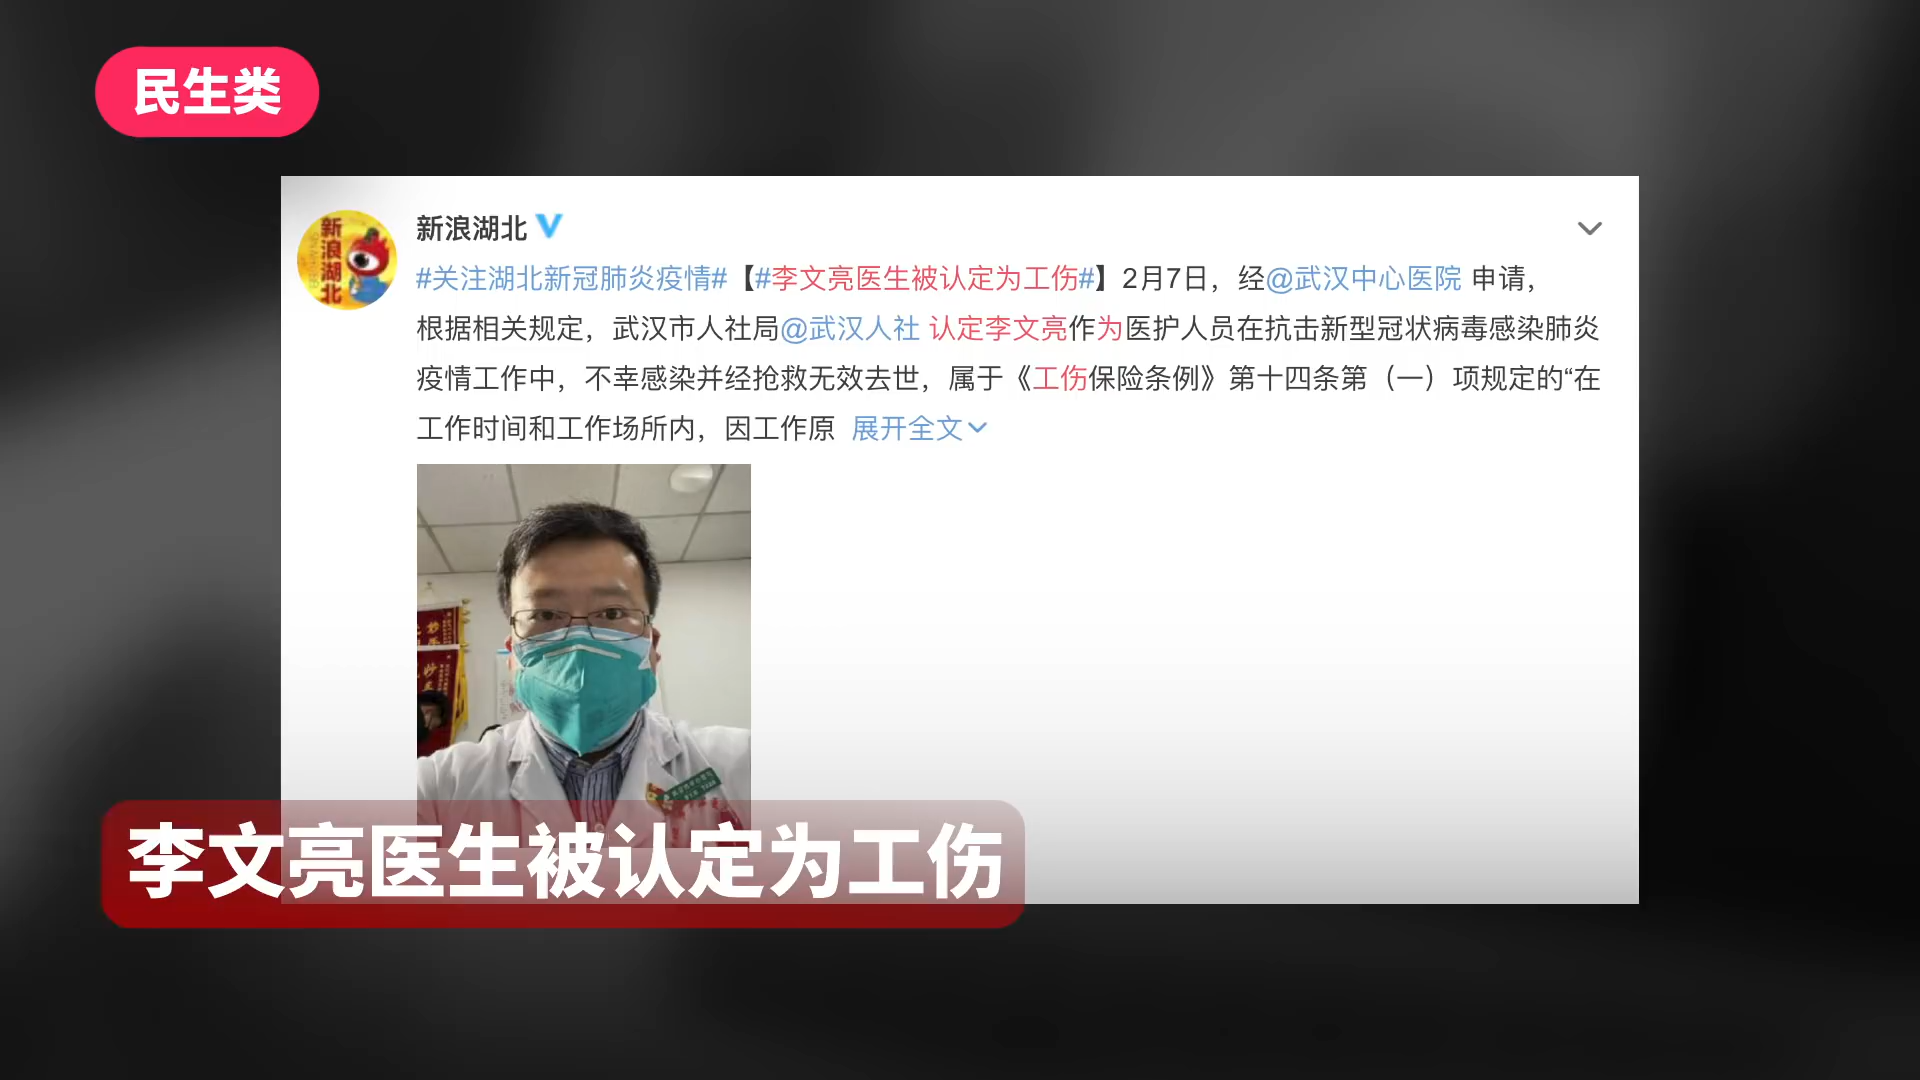 民生类
新浪湖北
新浪湖北
#关注湖北新冠肺炎疫情#【#李文亮医生被认定为工伤#】2月7日，经@武汉中心医院 申请，
根据相关规定，武汉市人社局@武汉人社 认定李文亮作为医护人员在抗击新型冠状病毒感染肺炎
疫情工作中，不幸感染并经抢救无效去世，属于《工伤保险条例》第十四条第（一）项规定的“在
工作时间和工作场所内，因工作原 展开全文
李文亮医生被认定为工伤